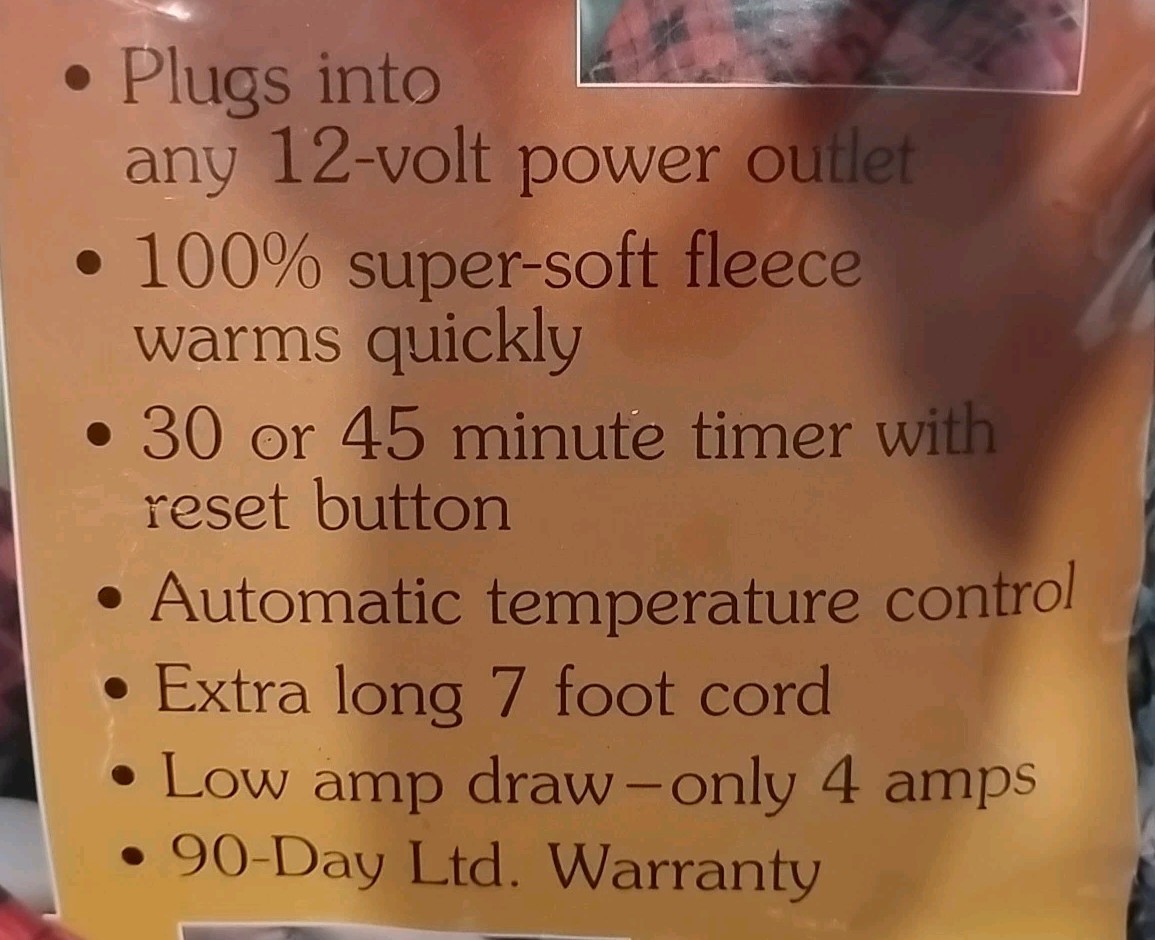 • Plugs into
any 12-volt power outlet
• 100% super-soft fleece
warms quickly
• 30 or 45 minute timer with
reset button
• Automatic temperature control
• Extra long 7 foot cord
• Low amp draw – only 4 amps
• 90-Day Ltd. Warranty